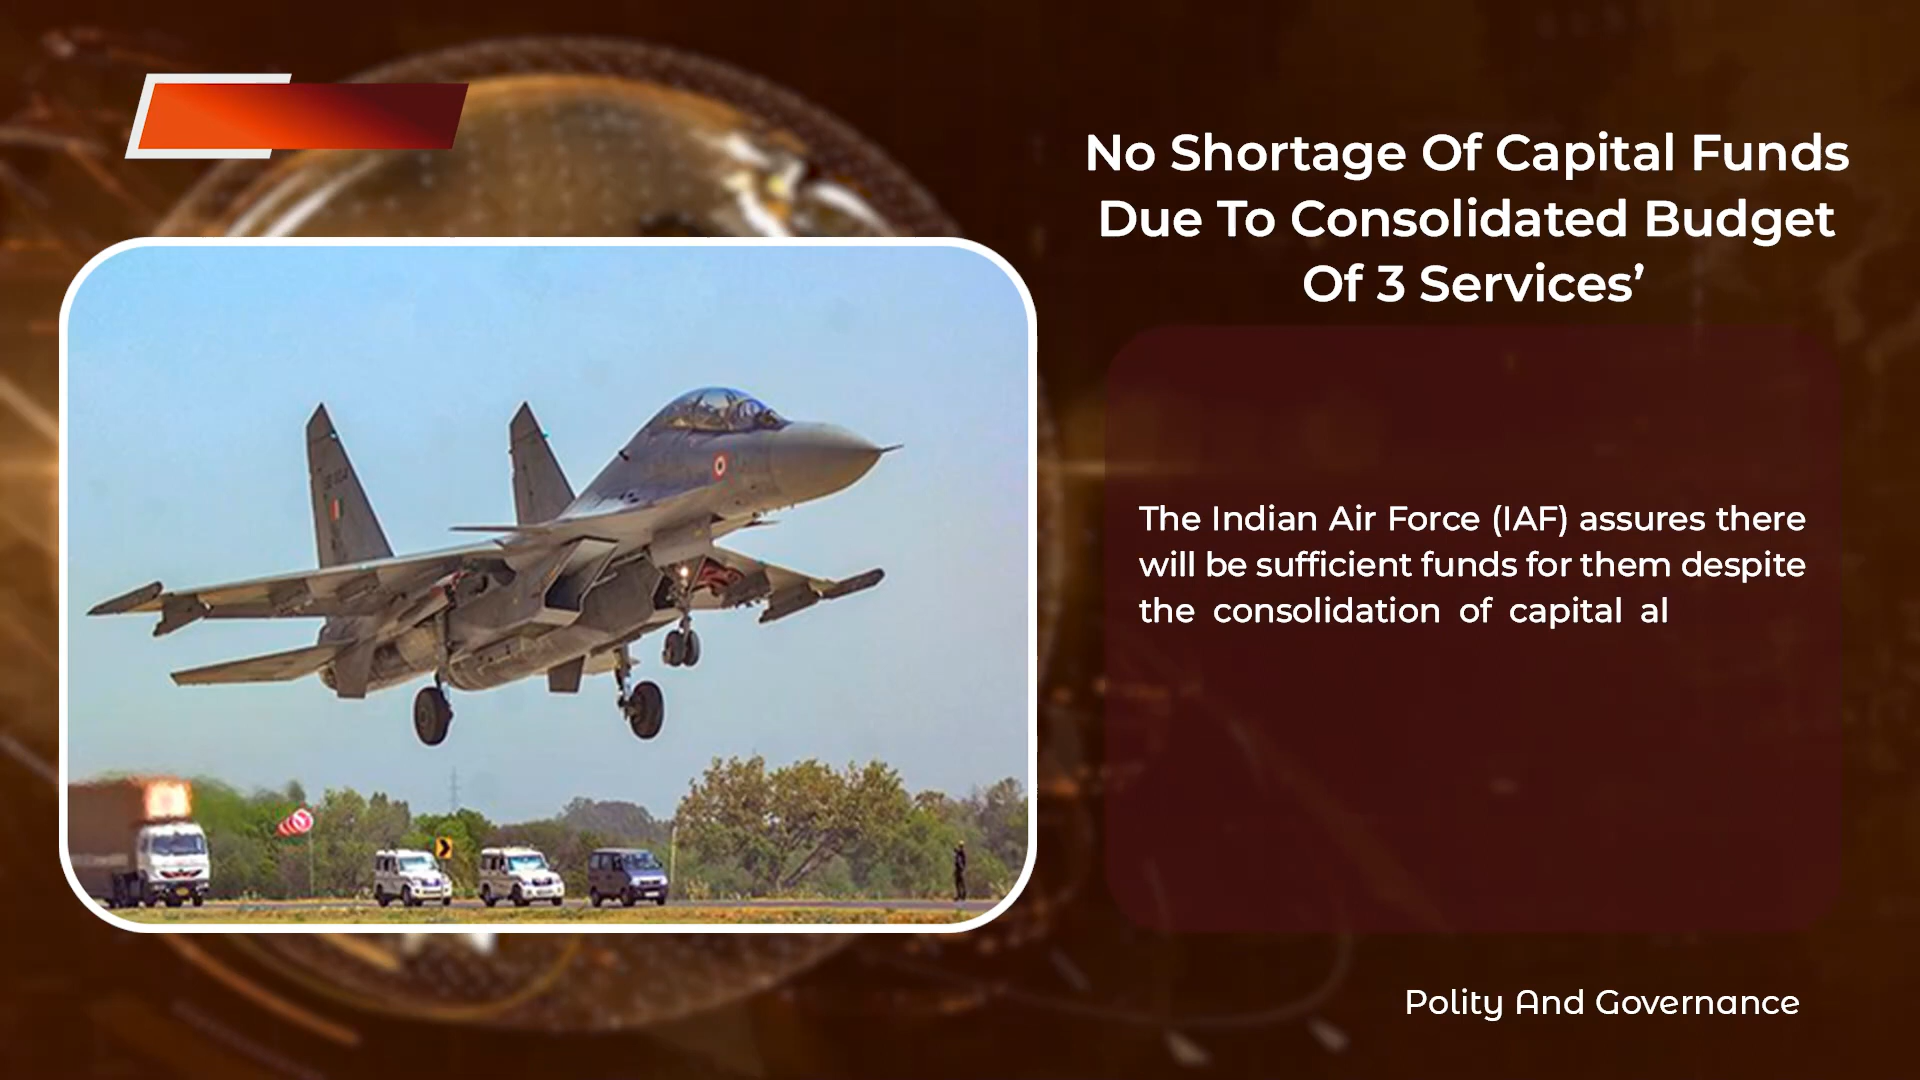 No Shortage Of Capital Funds
Due To Consolidated Budget
Of 3 Services’
The Indian Air Force (IAF) assures there
will be sufficient funds for them despite
the consolidation of capital al
Polity And Governance